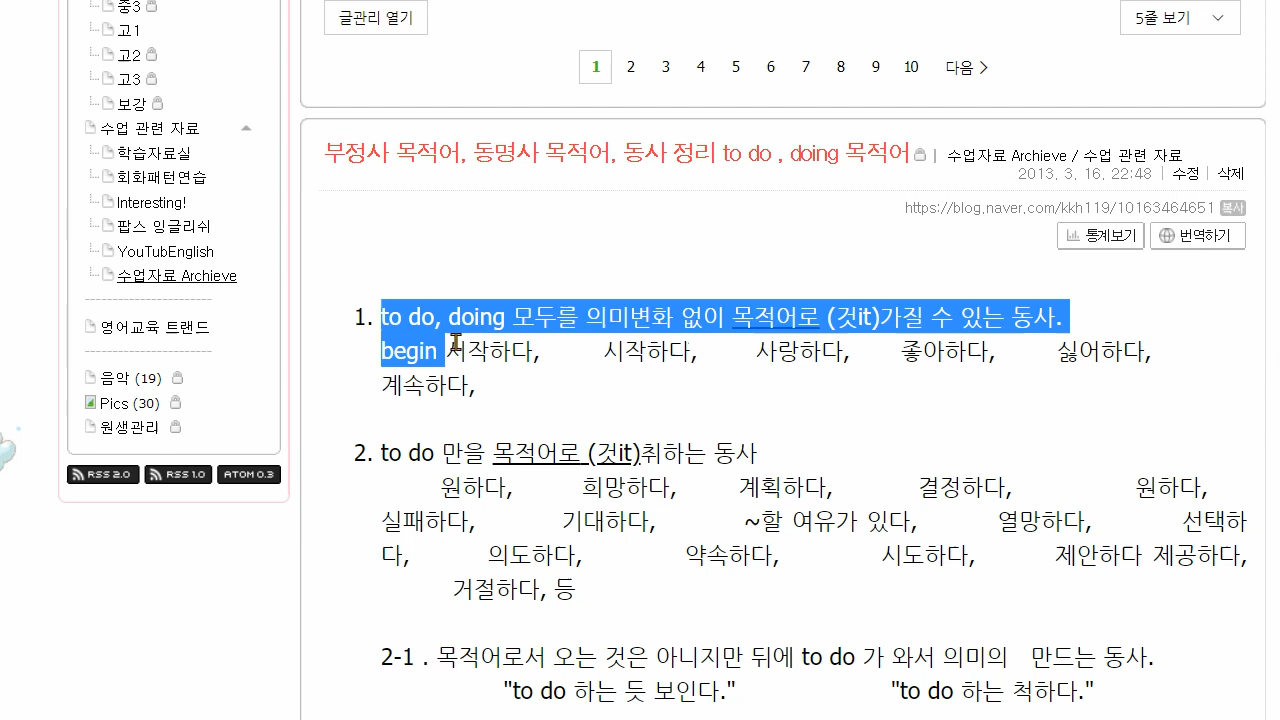 중3
고1
고2
고3
보강
수업 관련 자료
학습자료실
회화패턴연습
Interesting!
팝스 잉글리쉬
YouTubEnglish
수업자료 Archieve
영어교육 트랜드
음악 (19)
Pics (30)
원생관리
RSS 2.0 RSS 1.0 ATOM 0.3
글관리 열기 5줄 보기
1 2 3 4 5 6 7 8 9 10 다음
부정사 목적어, 동명사 목적어, 동사 정리 to do , doing 목적어 | 수업자료 Archieve / 수업 관련 자료
2013. 3. 16. 22:48 | 수정 | 삭제
https://blog.naver.com/kkh119/10163464651 복사
통계보기 번역하기
1. to do, doing 모두를 의미변화 없이 목적어로 (것it)가질 수 있는 동사.
begin 시작하다, 시작하다, 사랑하다, 좋아하다, 싫어하다,
계속하다,
2. to do 만을 목적어로 (것it)취하는 동사
원하다, 희망하다, 계획하다, 결정하다, 원하다,
실패하다, 기대하다, ~할 여유가 있다, 열망하다, 선택하
다, 의도하다, 약속하다, 시도하다, 제안하다 제공하다,
거절하다, 등
2-1 . 목적어로서 오는 것은 아니지만 뒤에 to do 가 와서 의미의 만드는 동사.
"to do 하는 듯 보인다." "to do 하는 척하다."